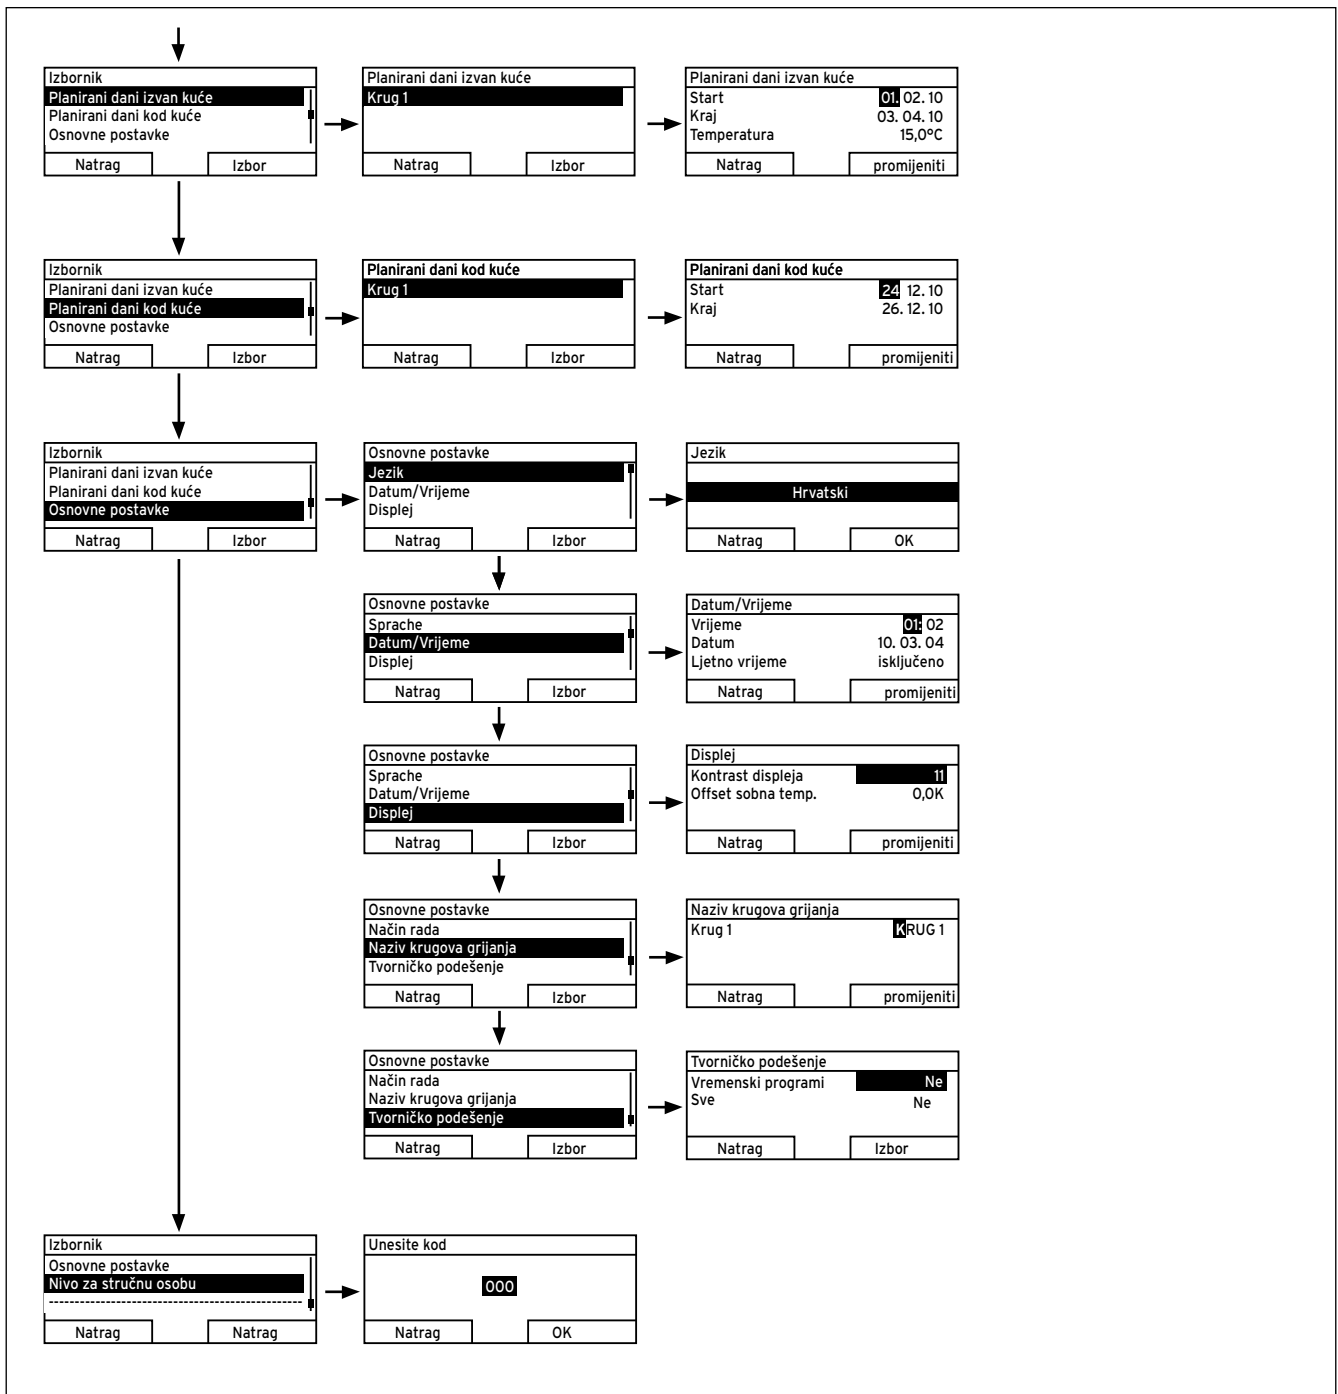 Izbornik
Planirani dani izvan kuće
Planirani dani kod kuće
Osnovne postavke
Natrag Izbor
Planirani dani izvan kuće
Krug 1
Natrag Izbor
Planirani dani izvan kuće
Start 01. 02. 10
Kraj 03. 04. 10
Temperatura 15,0°C
Natrag promijeniti
Izbornik
Planirani dani izvan kuće
Planirani dani kod kuće
Osnovne postavke
Natrag Izbor
Planirani dani kod kuće
Krug 1
Natrag Izbor
Planirani dani kod kuće
Start 24 12. 10
Kraj 26. 12. 10
Natrag promijeniti
Izbornik
Planirani dani izvan kuće
Planirani dani kod kuće
Osnovne postavke
Natrag Izbor
Osnovne postavke
Jezik
Datum/Vrijeme
Displej
Natrag Izbor
Jezik
Hrvatski
Natrag OK
Osnovne postavke
Sprache
Datum/Vrijeme
Displej
Natrag Izbor
Datum/Vrijeme
Vrijeme 01: 02
Datum 10. 03. 04
Ljetno vrijeme isključeno
Natrag promijeniti
Osnovne postavke
Sprache
Datum/Vrijeme
Displej
Natrag Izbor
Displej
Kontrast displeja 11
Offset sobna temp. 0,0K
Natrag promijeniti
Osnovne postavke
Način rada
Naziv krugova grijanja
Tvorničko podešenje
Natrag Izbor
Naziv krugova grijanja
Krug 1 KRUG 1
Natrag promijeniti
Osnovne postavke
Način rada
Naziv krugova grijanja
Tvorničko podešenje
Natrag Izbor
Tvorničko podešenje
Vremenski programi Ne
Sve Ne
Natrag Izbor
Izbornik
Osnovne postavke
Nivo za stručnu osobu
------------------------------------------------
Natrag Natrag
Unesite kod
000
Natrag OK